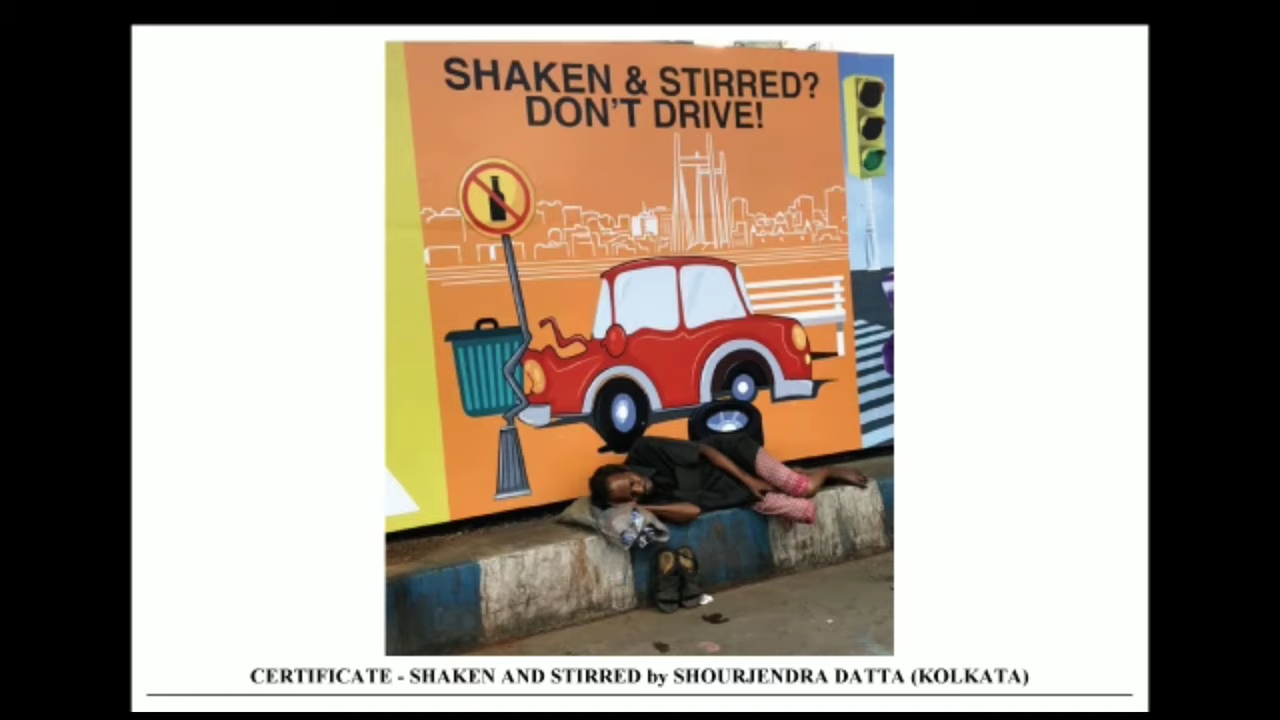 SHAKEN & STIRRED?
DON'T DRIVE!
CERTIFICATE - SHAKEN AND STIRRED by SHOURJENDRA DATTA (KOLKATA)